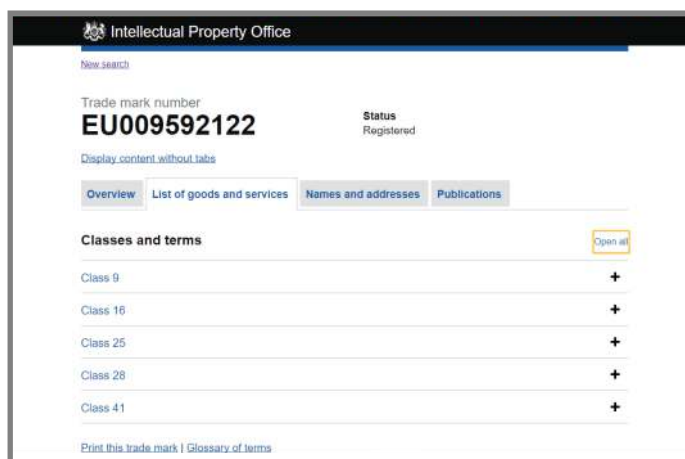 Intellectual Property Office
New search
Trade mark number
EU009592122
Status
Registered
Display content without tabs
Overview List of goods and services Names and addresses Publications
Classes and terms
Open all
Class 9 +
Class 16 +
Class 25 +
Class 28 +
Class 41 +
Print this trade mark | Glossary of terms